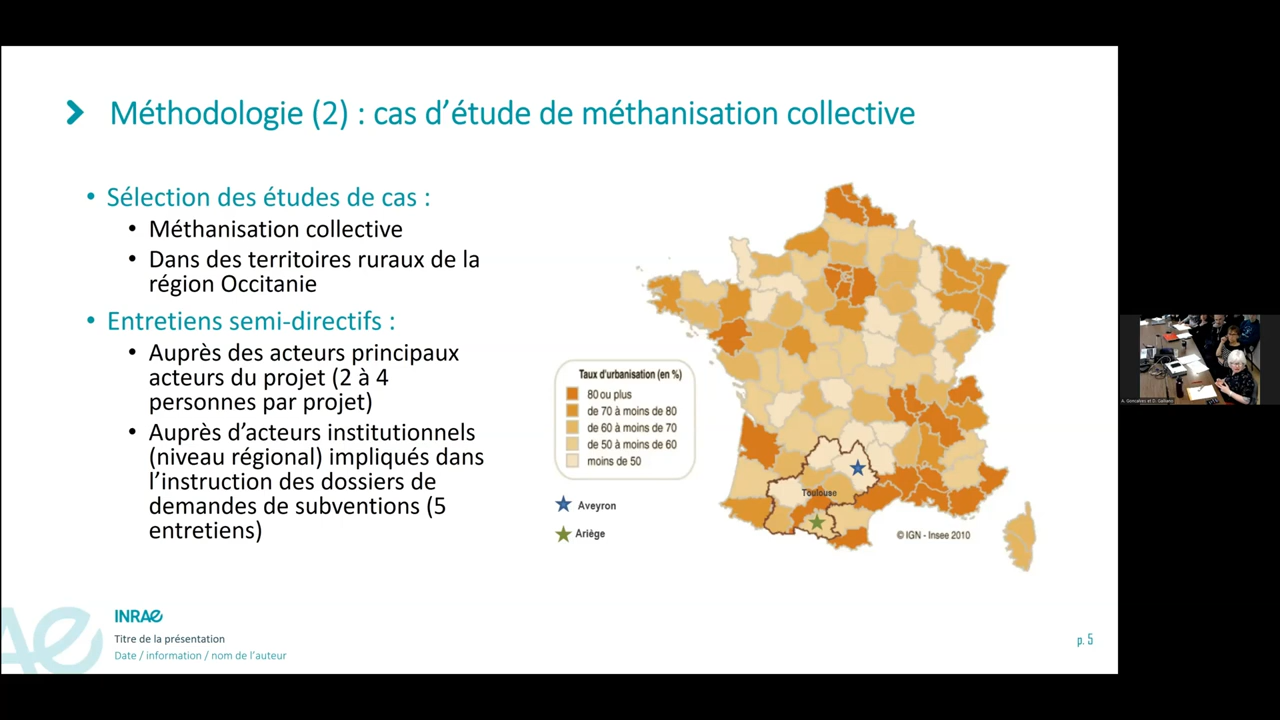 Méthodologie (2) : cas d’étude de méthanisation collective
• Sélection des études de cas :
• Méthanisation collective
• Dans des territoires ruraux de la
région Occitanie
• Entretiens semi-directifs :
• Auprès des acteurs principaux
acteurs du projet (2 à 4
personnes par projet)
• Auprès d’acteurs institutionnels
(niveau régional) impliqués dans
l’instruction des dossiers de
demandes de subventions (5
entretiens)
Taux d'urbanisation (en %)
80 ou plus
de 70 à moins de 80
de 60 à moins de 70
de 50 à moins de 60
moins de 50
Aveyron
Ariège
Toulouse
© IGN - Insee 2010
INRAE
Titre de la présentation
Date / information / nom de l’auteur
p. 5
A. Goncalves et D. Galliano